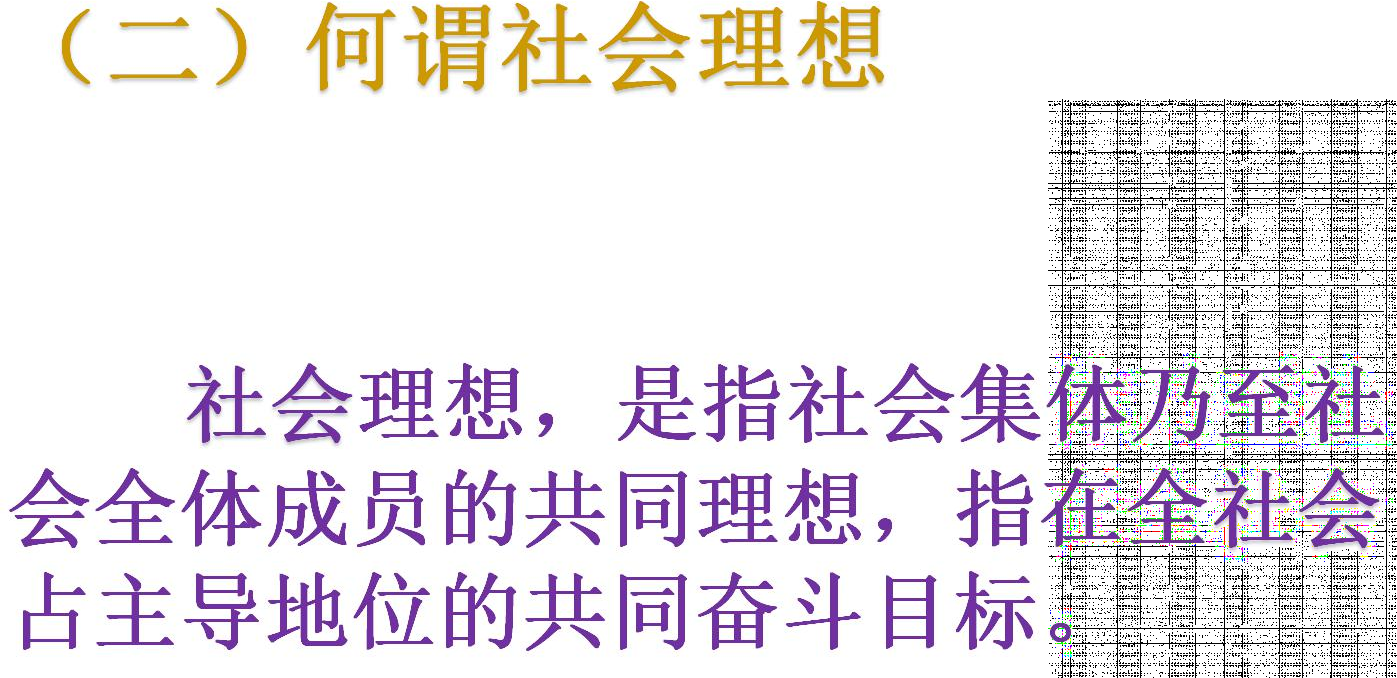 （二）何谓社会理想
社会理想，是指社会集体乃至社
会全体成员的共同理想，指在全社会
占主导地位的共同奋斗目标。